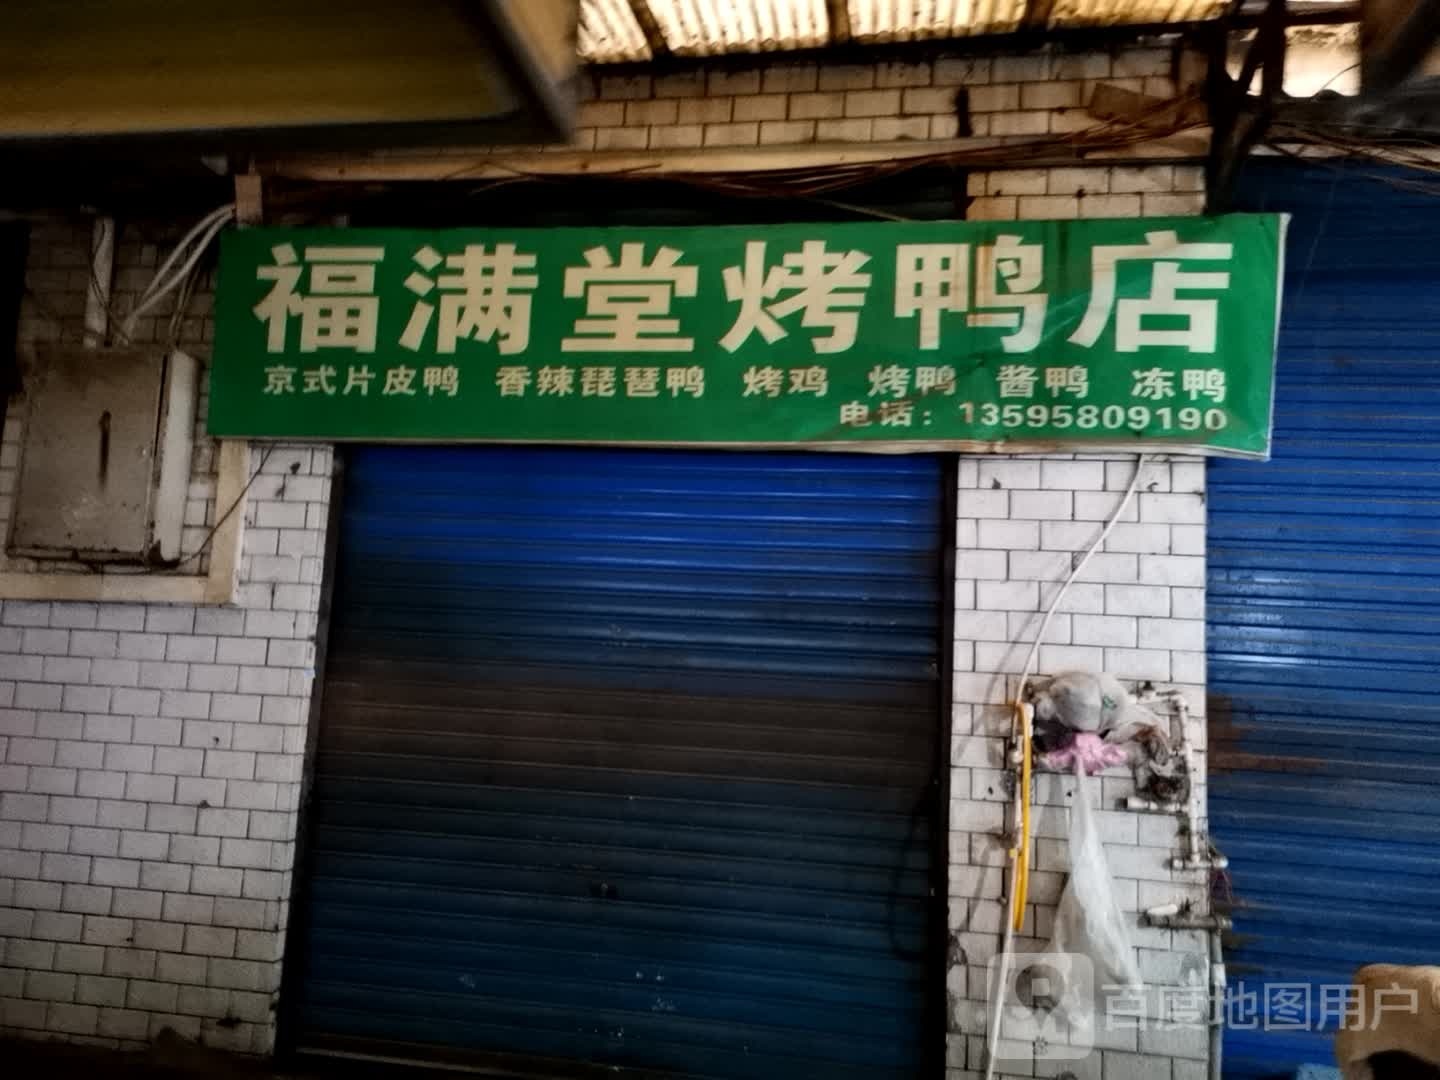 福满堂烤鸭店
京式片皮鸭 香辣琵琶鸭 烤鸡 烤鸭 酱鸭 冻鸭
电话：13595809190
百度地图用户